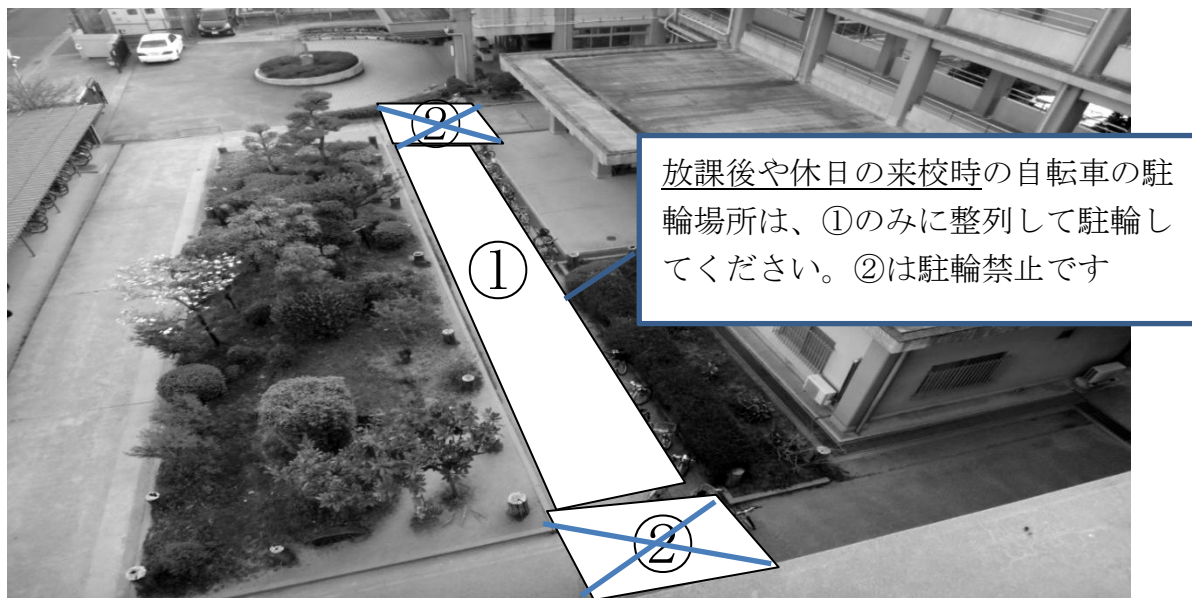 ②
①
放課後や休日の来校時の自転車の駐
輪場所は、①のみに整列して駐輪し
てください。②は駐輪禁止です
②